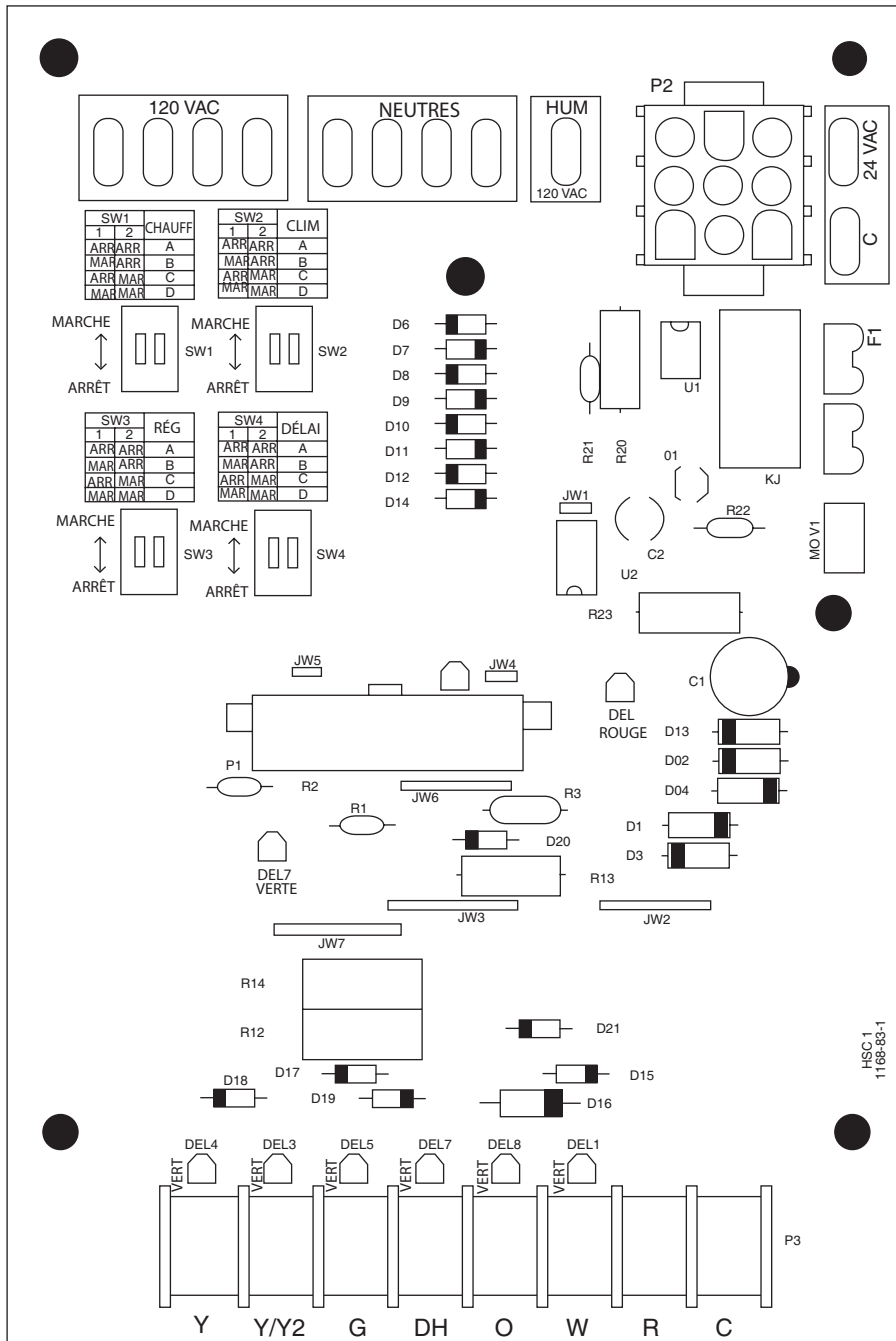 120 VAC
NEUTRES
HUM
120 VAC
P2
24 VAC
C
SW1 CHAUFF
1 2
ARR ARR A
MAR ARR B
ARR MAR C
MAR MAR D
SW2 CLIM
1 2
ARR ARR A
MAR ARR B
ARR MAR C
MAR MAR D
MARCHE
ARRÊT
SW1
MARCHE
ARRÊT
SW2
SW3 RÉG
1 2
ARR ARR A
MAR ARR B
ARR MAR C
MAR MAR D
SW4 DÉLAI
1 2
ARR ARR A
MAR ARR B
ARR MAR C
MAR MAR D
MARCHE
ARRÊT
SW3
MARCHE
ARRÊT
SW4
D6
D7
D8
D9
D10
D11
D12
D14
U1
F1
R21
R20
O1
KJ
JW1
C2
R22
MO V1
U2
R23
JW5
JW4
DEL
ROUGE
C1
D13
D02
D04
P1
R2
JW6
R3
R1
D20
D1
D3
DEL7
VERTE
R13
JW3
JW2
JW7
R14
R12
D21
D17
D15
D18
D19
D16
HSC 1
1168-83-1
DEL4
DEL3
DEL5
DEL7
DEL8
DEL1
VERT
VERT
VERT
VERT
VERT
VERT
P3
Y
Y/Y2
G
DH
O
W
R
C